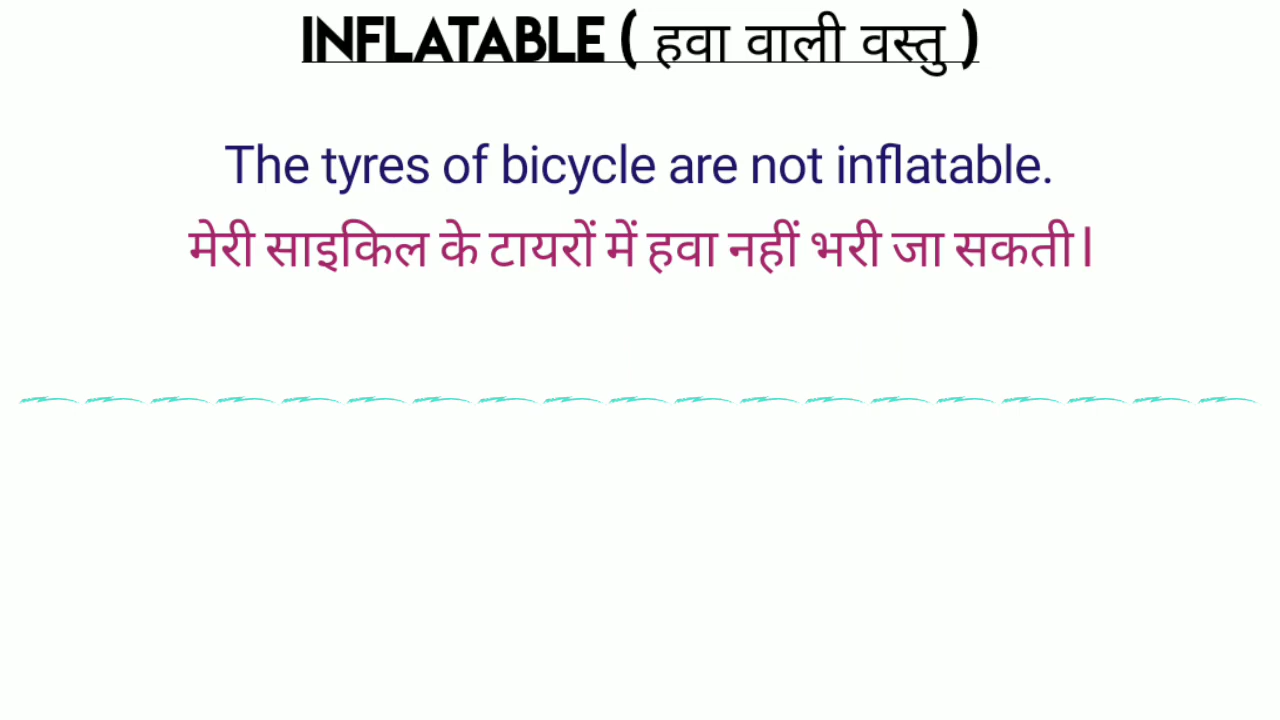 INFLATABLE ( हवा वाली वस्तु )
The tyres of bicycle are not inflatable.
मेरी साइकिल के टायरों में हवा नहीं भरी जा सकती।